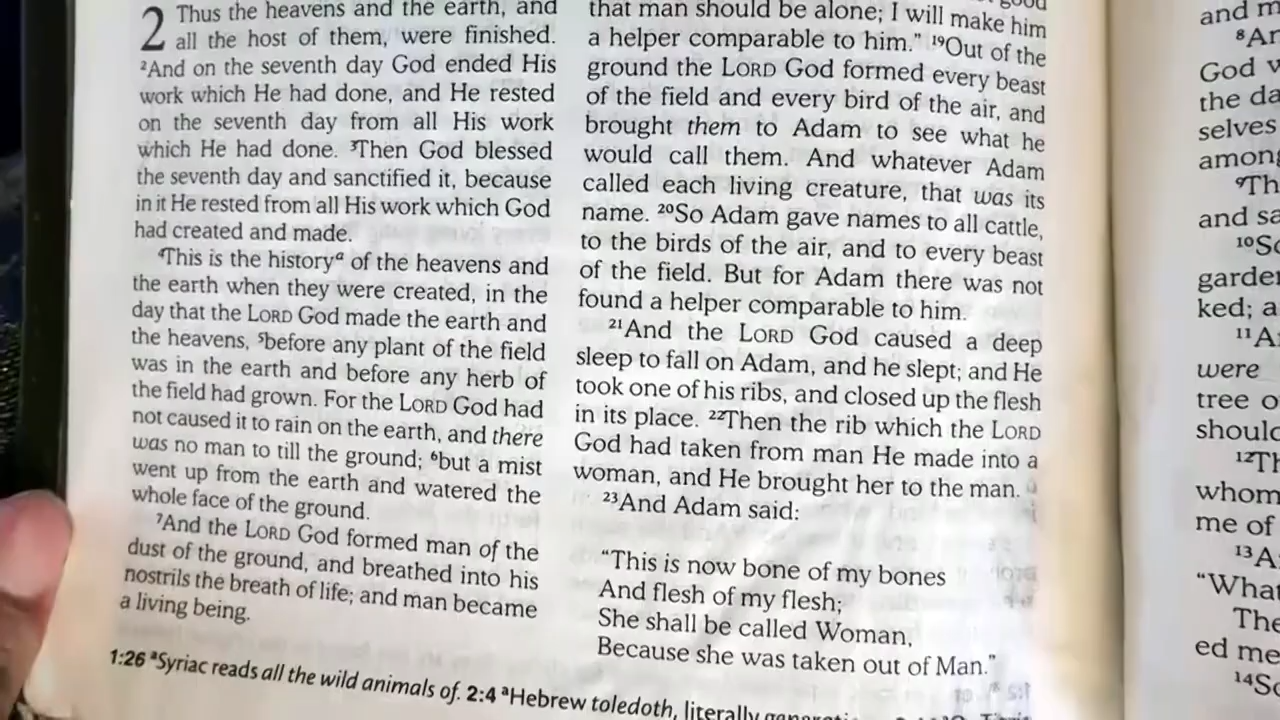 2 Thus the heavens and the earth, and
all the host of them, were finished.
²And on the seventh day God ended His
work which He had done, and He rested
on the seventh day from all His work
which He had done. ³Then God blessed
the seventh day and sanctified it, because
in it He rested from all His work which God
had created and made.
⁴This is the historyᵃ of the heavens and
the earth when they were created, in the
day that the LORD God made the earth and
the heavens, ⁵before any plant of the field
was in the earth and before any herb of
the field had grown. For the LORD God had
not caused it to rain on the earth, and there
was no man to till the ground; ⁶but a mist
went up from the earth and watered the
whole face of the ground.
⁷And the LORD God formed man of the
dust of the ground, and breathed into his
nostrils the breath of life; and man became
a living being.
good
that man should be alone; I will make him
a helper comparable to him.” ¹⁹Out of the
ground the LORD God formed every beast
of the field and every bird of the air, and
brought them to Adam to see what he
would call them. And whatever Adam
called each living creature, that was its
name. ²⁰So Adam gave names to all cattle,
to the birds of the air, and to every beast
of the field. But for Adam there was not
found a helper comparable to him.
²¹And the LORD God caused a deep
sleep to fall on Adam, and he slept; and He
took one of his ribs, and closed up the flesh
in its place. ²²Then the rib which the LORD
God had taken from man He made into a
woman, and He brought her to the man.
²³And Adam said:
“This is now bone of my bones
And flesh of my flesh;
She shall be called Woman,
Because she was taken out of Man.”
1:26 ᵃSyriac reads all the wild animals of. 2:4 ᵃHebrew toledoth, literally
and m
⁸An
God w
the da
selves
among
⁹Th
and sa
¹⁰So
garde
ked; a
¹¹A
were
tree o
should
¹²Th
whom
me of
¹³A
“What
The
ed me
¹⁴So